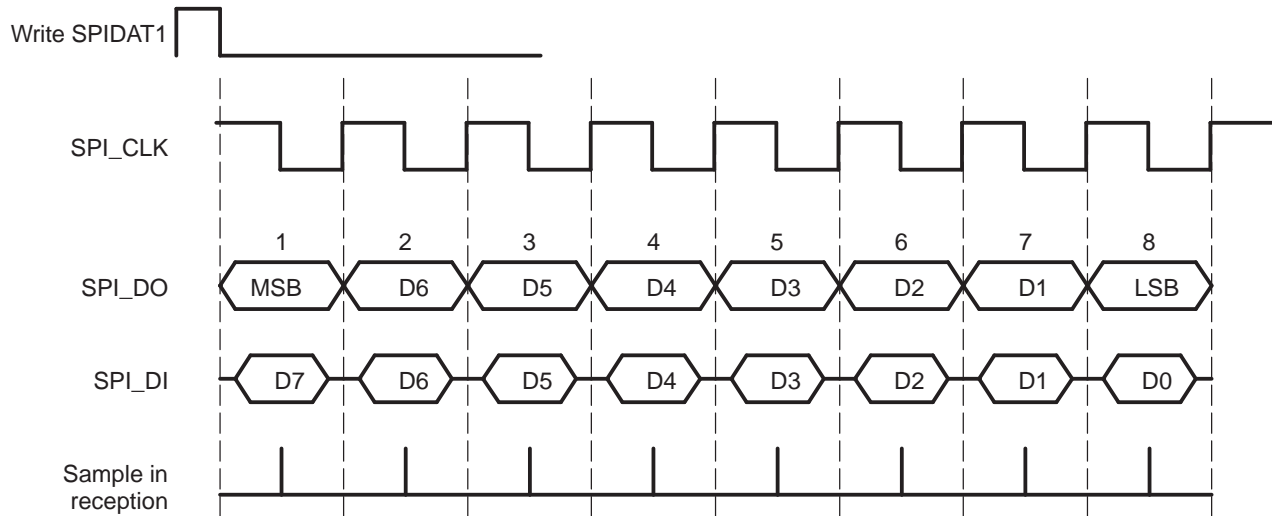 Write SPIDAT1
SPI_CLK
1 2 3 4 5 6 7 8
SPI_DO MSB D6 D5 D4 D3 D2 D1 LSB
SPI_DI D7 D6 D5 D4 D3 D2 D1 D0
Sample in
reception